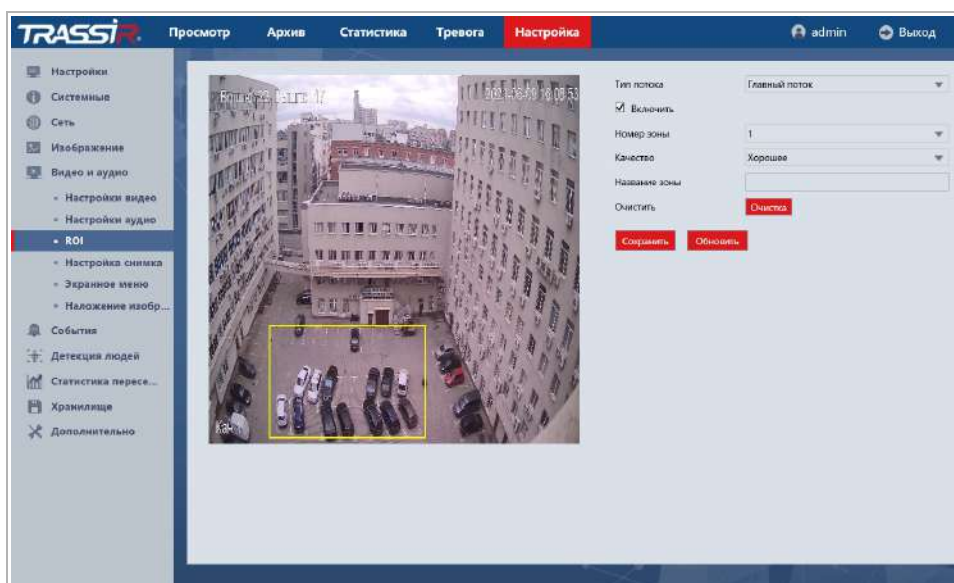 TRASSIR
Просмотр Архив Статистика Тревога Настройка admin Выход
Настройки
Системные
Сеть
Изображение
Видео и аудио
Настройки видео
Настройки аудио
ROI
Настройка снимка
Экранное меню
Наложение изобр...
События
Детекция людей
Статистика пересе...
Хранилище
Дополнительно
Тип потока Главный поток
Включить
Номер зоны 1
Качество Хорошее
Название зоны
Очистить Очистка
Сохранить Обновить